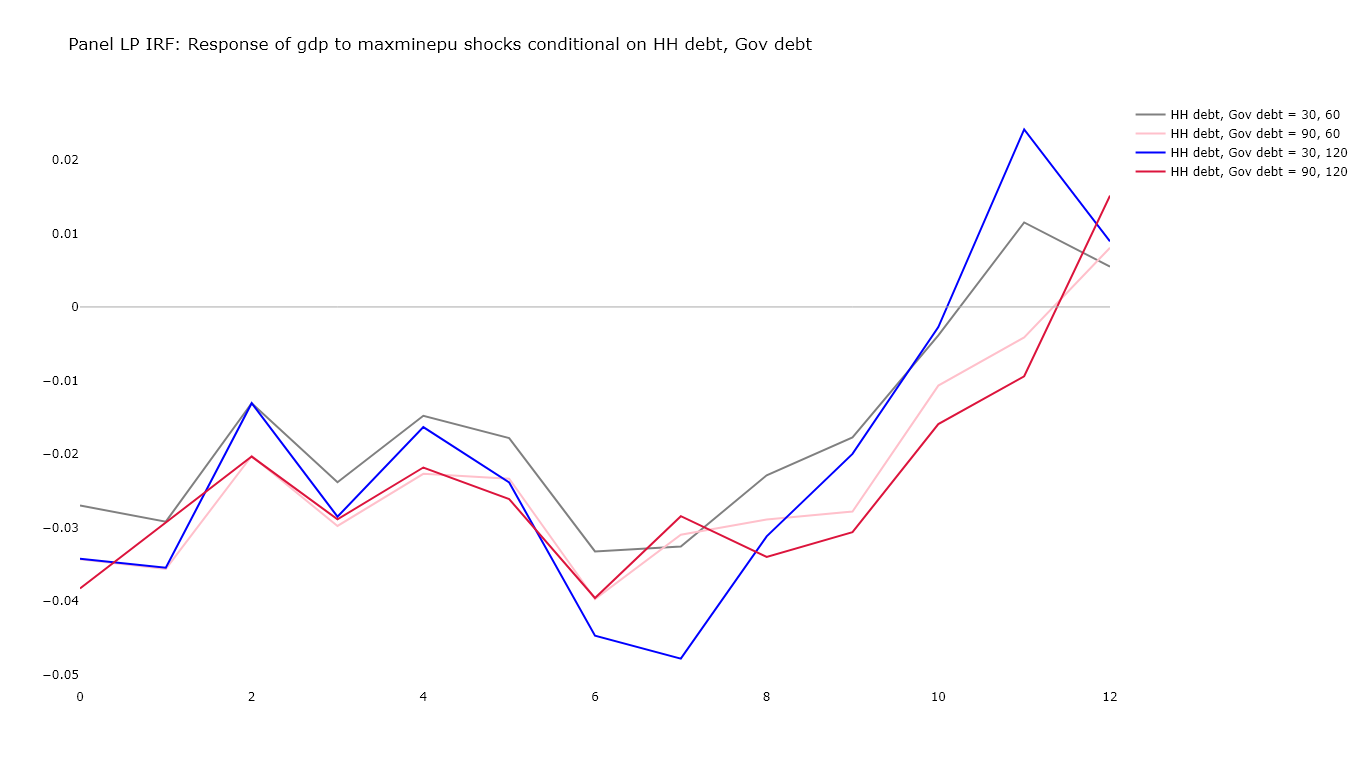 Panel LP IRF: Response of gdp to maxminepu shocks conditional on HH debt, Gov debt
HH debt, Gov debt = 30, 60
HH debt, Gov debt = 90, 60
HH debt, Gov debt = 30, 120
HH debt, Gov debt = 90, 120
0.02
0.01
0
−0.01
−0.02
−0.03
−0.04
−0.05
0 2 4 6 8 10 12